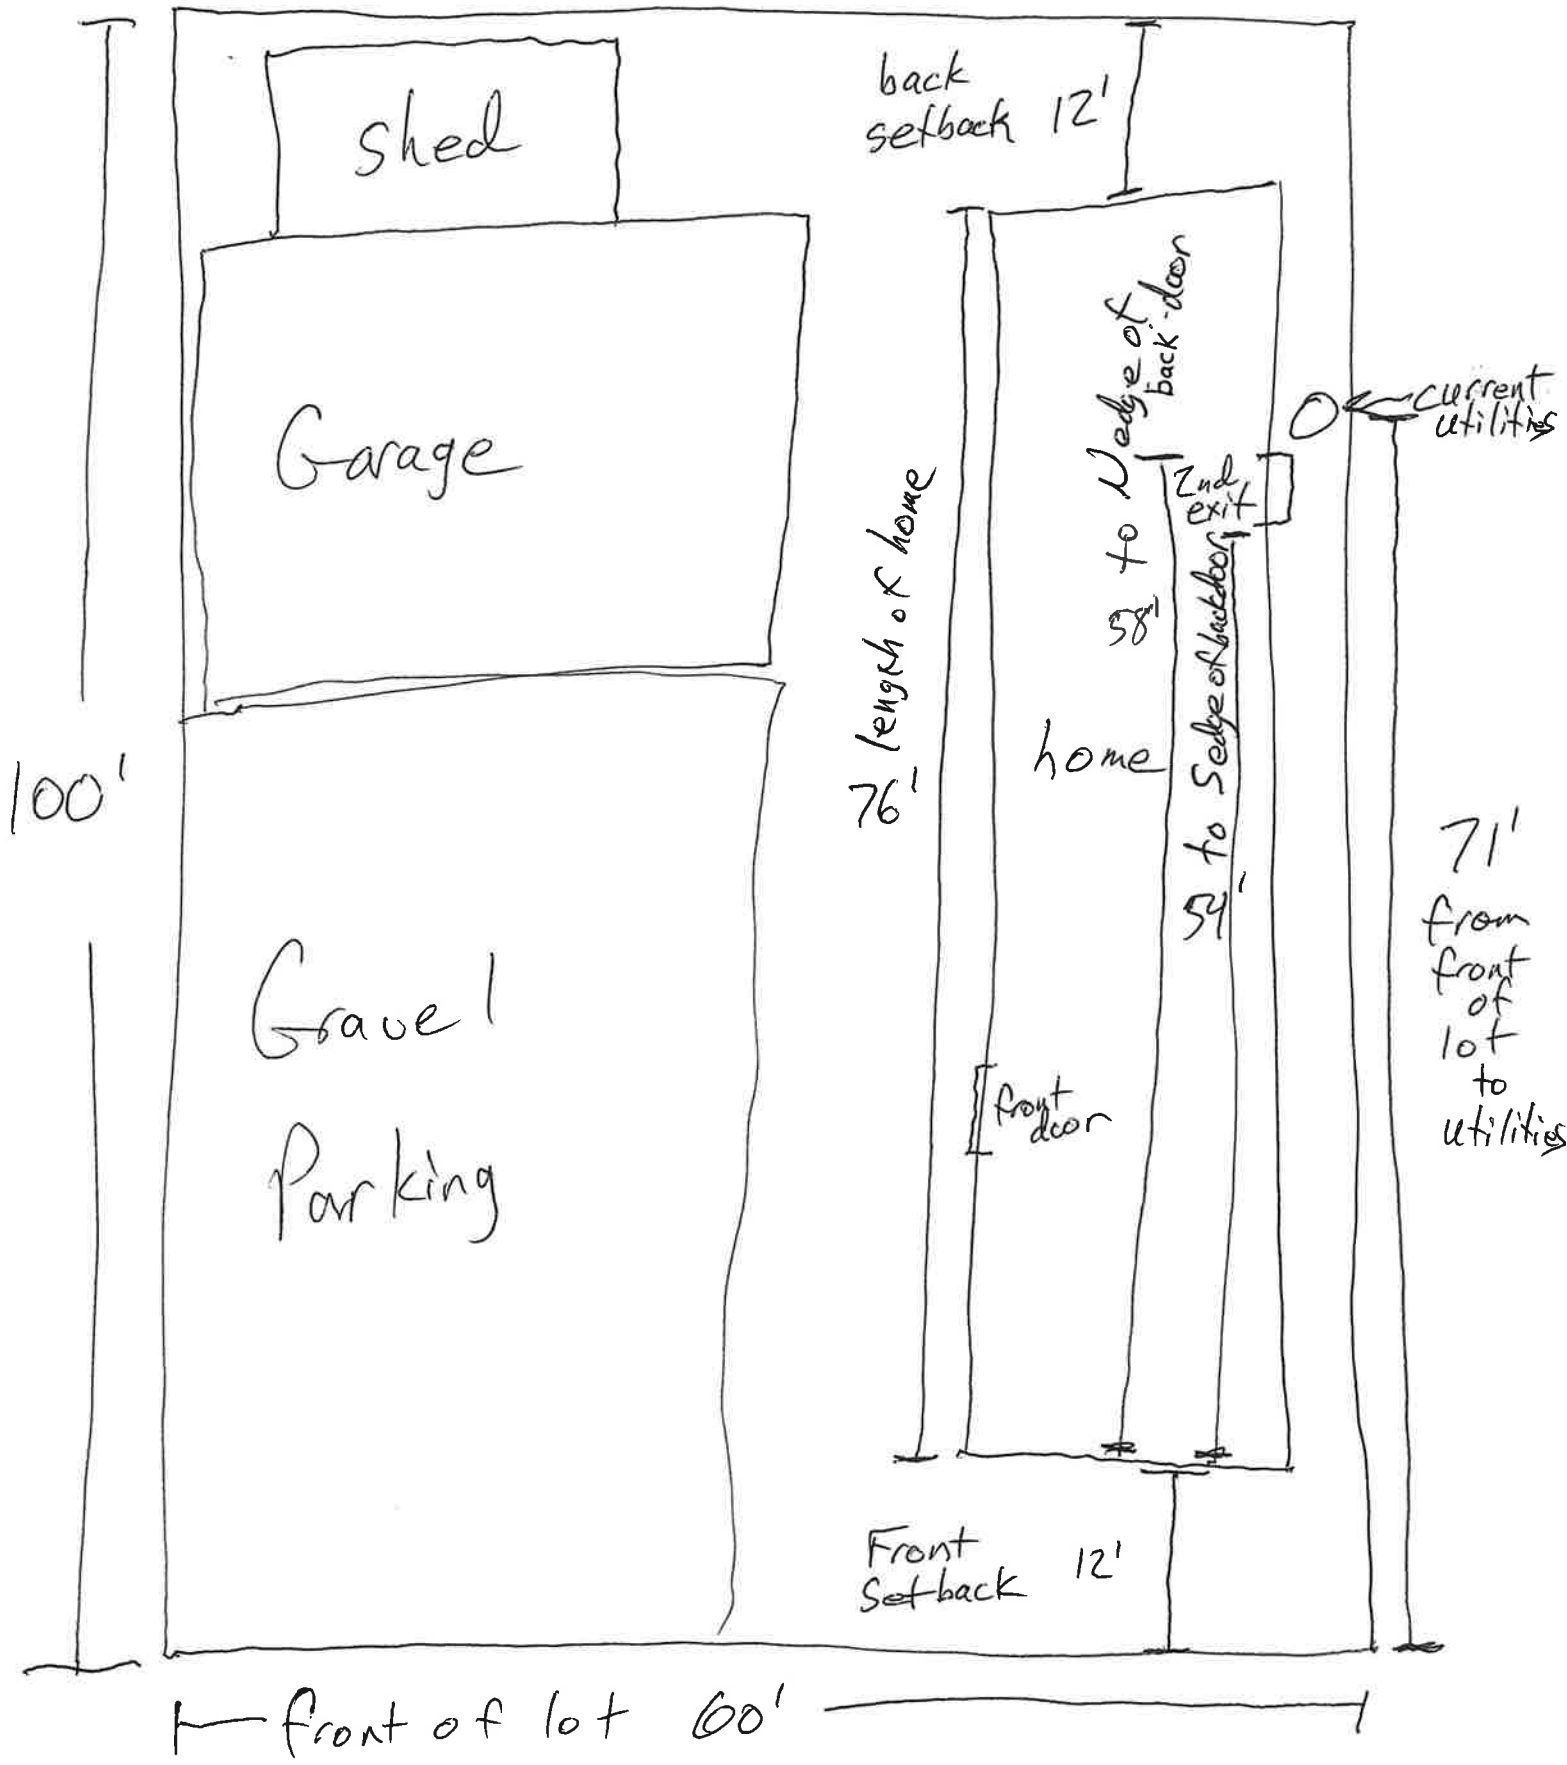 back
setback 12'
shed
Garage
current
utilities
2nd
exit
58' to N edge of
back door
54' to S edge of backdoor
76' length of home
home
100'
71'
from
front
of
lot
to
utilities
Gravel
Parking
front
door
Front
Setback 12'
front of lot 60'